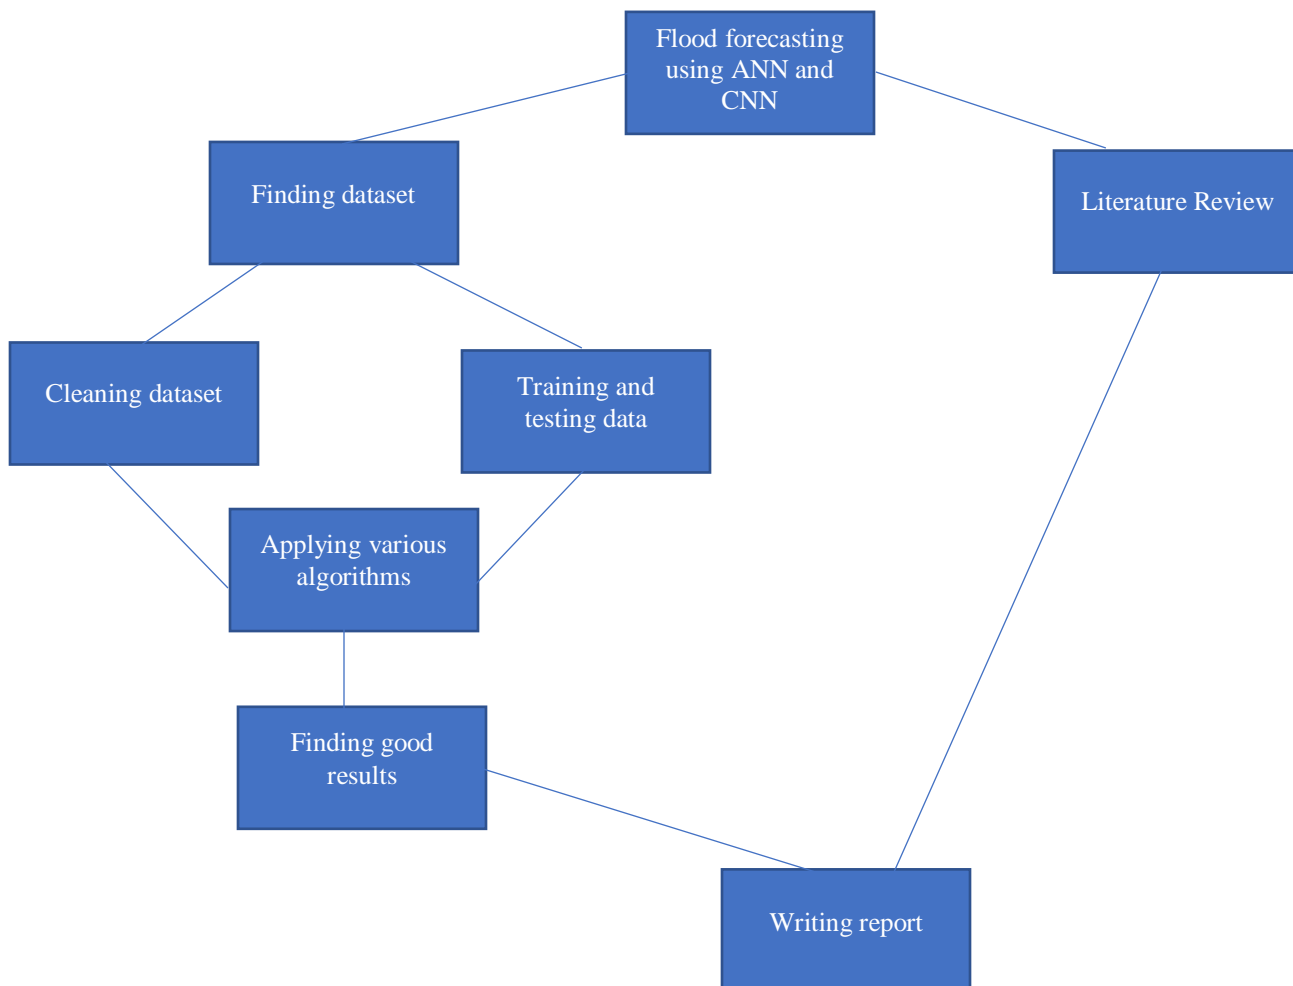 Flood forecasting
using ANN and
CNN
Finding dataset
Literature Review
Cleaning dataset
Training and
testing data
Applying various
algorithms
Finding good
results
Writing report